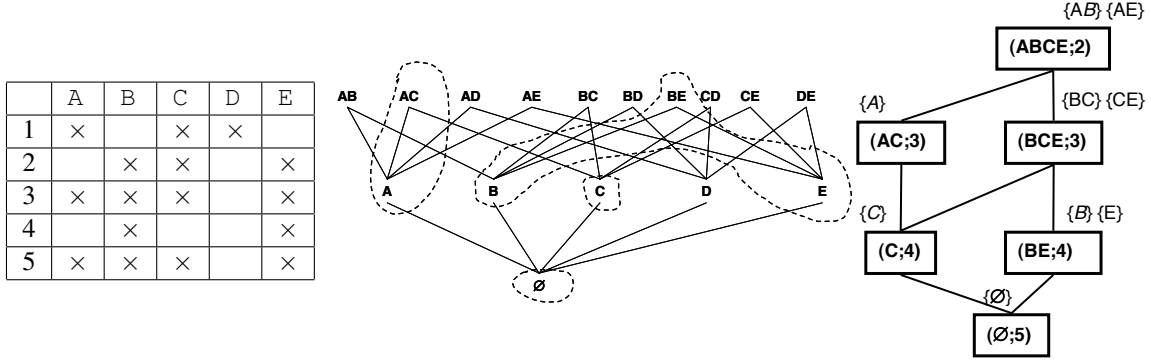 A B C D E
1 × × ×
2 × × ×
3 × × × ×
4 × ×
5 × × × ×
AB AC AD AE BC BD BE CD CE DE
A B C D E
Ø
{AB} {AE}
(ABCE;2)
{A}
{BC} {CE}
(AC;3)
(BCE;3)
{C}
{B} {E}
(C;4)
(BE;4)
{Ø}
(Ø;5)